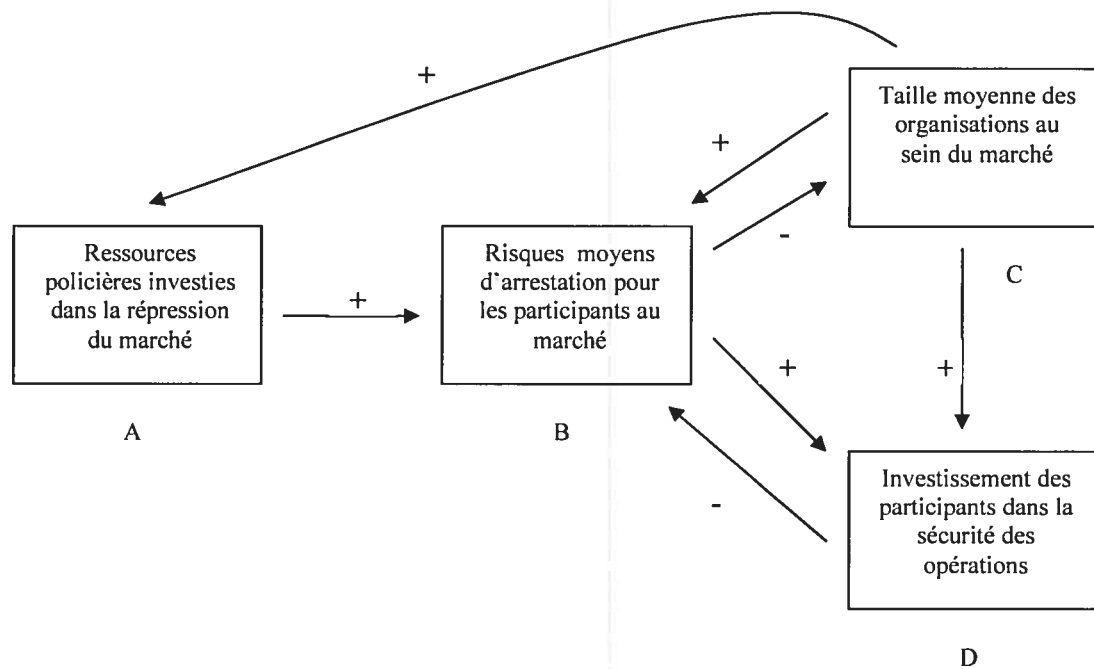 +
Taille moyenne des
organisations au
sein du marché
+
-
C
Ressources
policières investies
dans la répression
du marché
+
Risques moyens
d'arrestation pour
les participants au
marché
A
B
+
+
-
Investissement des
participants dans la
sécurité des
opérations
D